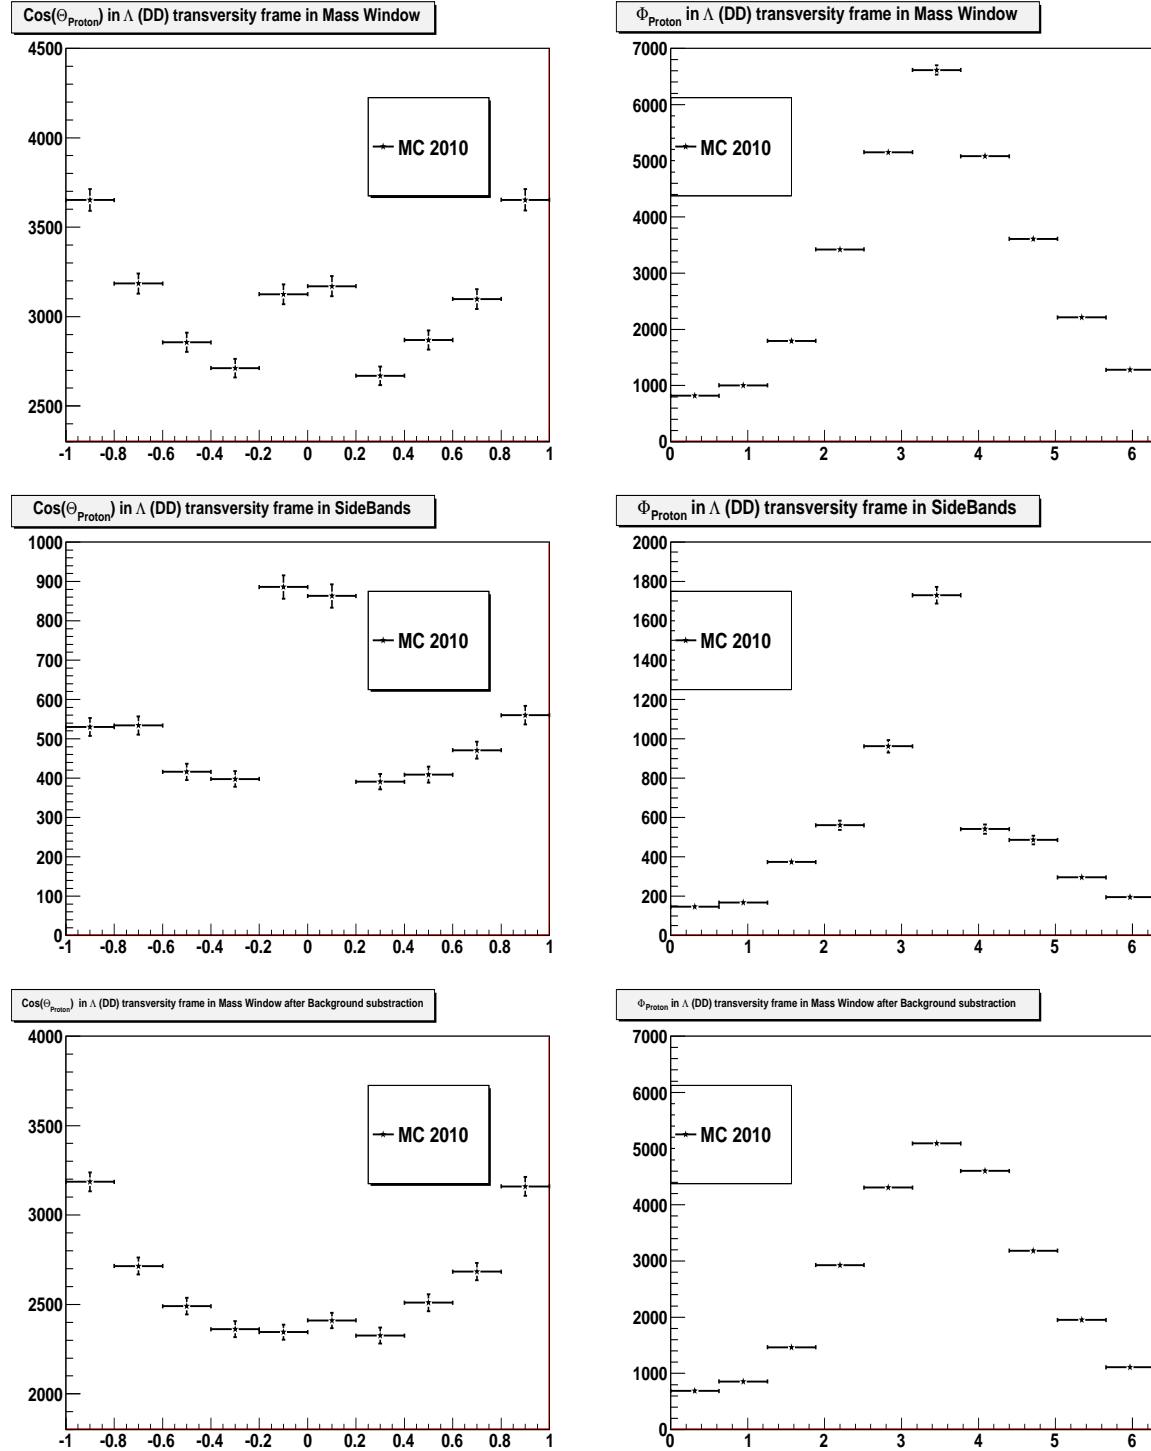 Cos(Θ_Proton) in Λ (DD) transversity frame in Mass Window
4500
4000
3500
3000
2500
MC 2010
-1 -0.8 -0.6 -0.4 -0.2 0 0.2 0.4 0.6 0.8 1
Φ_Proton in Λ (DD) transversity frame in Mass Window
7000
6000
5000
4000
3000
2000
1000
0
MC 2010
0 1 2 3 4 5 6
Cos(Θ_Proton) in Λ (DD) transversity frame in SideBands
1000
900
800
700
600
500
400
300
200
100
0
MC 2010
-1 -0.8 -0.6 -0.4 -0.2 0 0.2 0.4 0.6 0.8 1
Φ_Proton in Λ (DD) transversity frame in SideBands
2000
1800
1600
1400
1200
1000
800
600
400
200
0
MC 2010
0 1 2 3 4 5 6
Cos(Θ_Proton) in Λ (DD) transversity frame in Mass Window after Background substraction
4000
3500
3000
2500
2000
MC 2010
-1 -0.8 -0.6 -0.4 -0.2 0 0.2 0.4 0.6 0.8 1
Φ_Proton in Λ (DD) transversity frame in Mass Window after Background substraction
7000
6000
5000
4000
3000
2000
1000
0
MC 2010
0 1 2 3 4 5 6